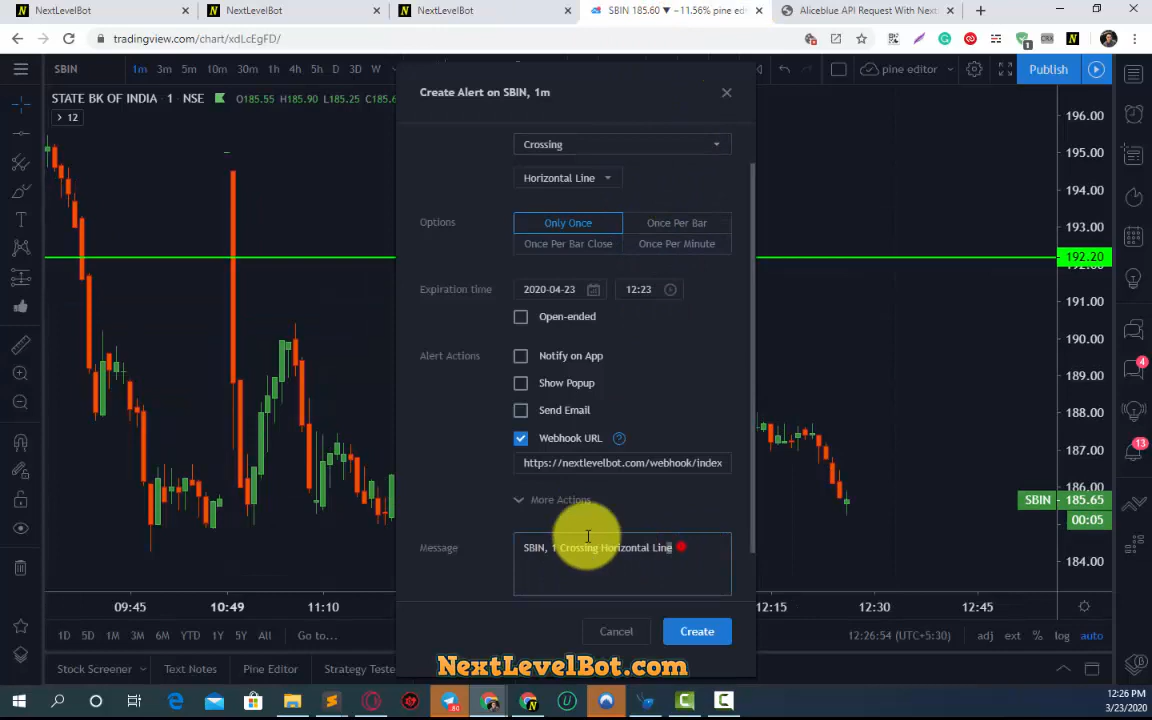 NextLevelBot
NextLevelBot
NextLevelBot
SBIN 185.60 ▼ −11.56% pine ed
Aliceblue API Request With Next
tradingview.com/chart/xdLcEgFD/
SBIN
1m 3m 5m 10m 30m 1h 4h 5h D 3D W
pine editor
Publish
STATE BK OF INDIA · 1 · NSE
O185.55 H185.90 L185.25 C185.6
12
Create Alert on SBIN, 1m
Crossing
Horizontal Line
Options
Only Once
Once Per Bar
Once Per Bar Close
Once Per Minute
Expiration time
2020-04-23
12:23
Open-ended
Alert Actions
Notify on App
Show Popup
Send Email
Webhook URL
https://nextlevelbot.com/webhook/index
More Actions
Message
SBIN, 1 Crossing Horizontal Line
Cancel
Create
196.00
195.00
194.00
193.00
192.20
191.00
190.00
189.00
188.00
187.00
186.00
SBIN 185.65
00:05
184.00
4
13
09:45 10:49 11:10 12:15 12:30 12:45
1D 5D 1M 3M 6M YTD 1Y 5Y All Go to...
12:26:54 (UTC+5:30) adj ext % log auto
Stock Screener Text Notes Pine Editor Strategy Teste
NextLevelBot.com
12:26 PM
3/23/2020